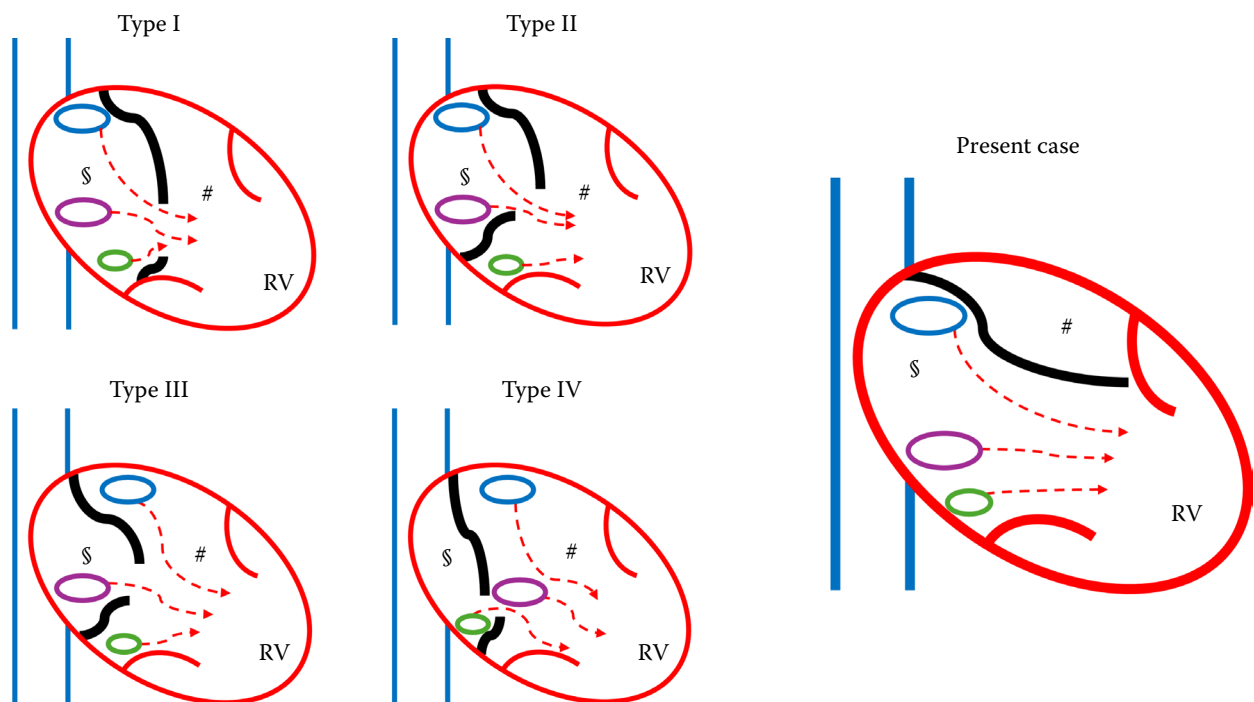 Type I
Type II
§
#
RV
§
#
RV
Present case
#
§
RV
Type III
Type IV
§
#
RV
§
#
RV